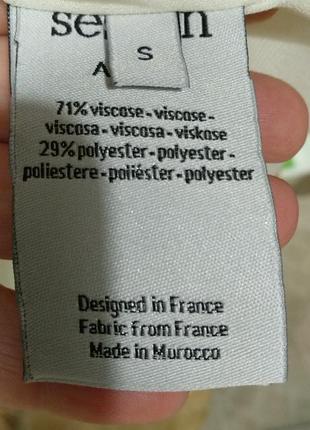 S
A
71% viscose - viscose -
viscosa - viscosa - viskose
29% polyester - polyester -
poliestere - poliéster - polyester
Designed in France
Fabric from France
Made in Morocco